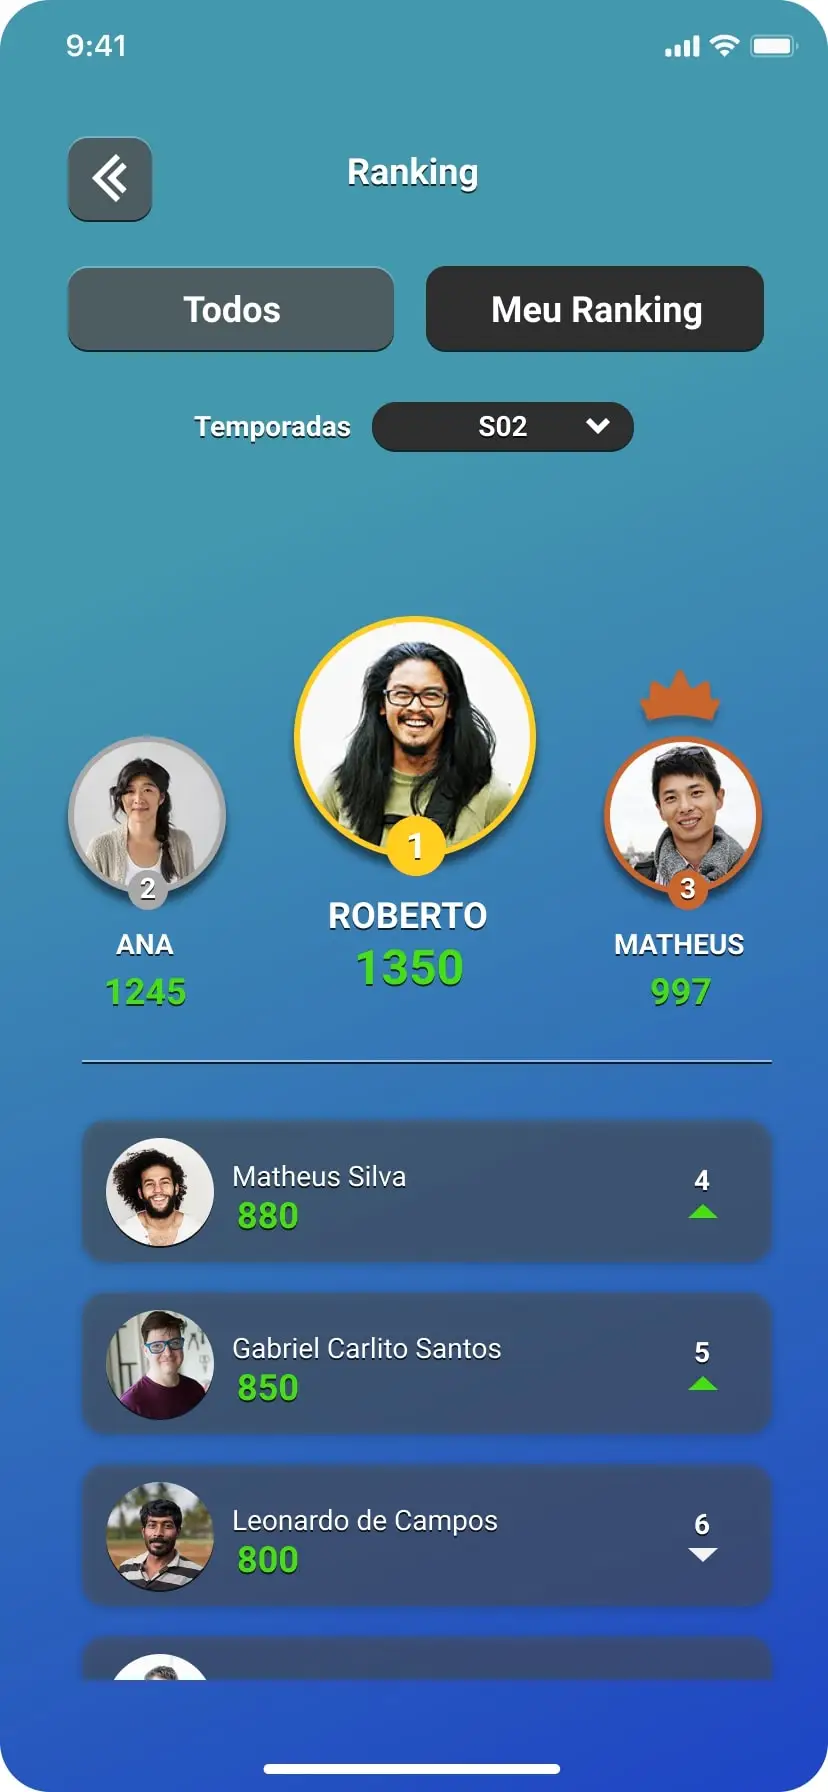 9:41
Ranking
Todos
Meu Ranking
Temporadas
S02
1
2
3
ROBERTO
1350
ANA
1245
MATHEUS
997
Matheus Silva
880
4
Gabriel Carlito Santos
850
5
Leonardo de Campos
800
6